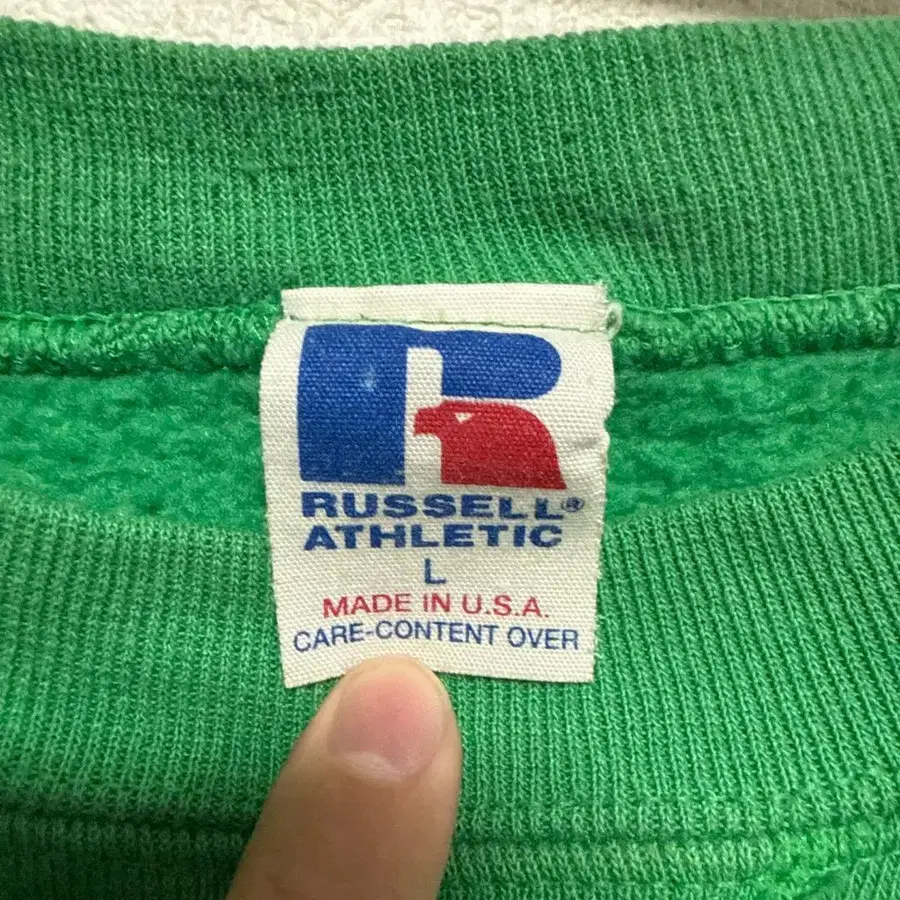 RUSSELL®
ATHLETIC
L
MADE IN U.S.A.
CARE-CONTENT OVER